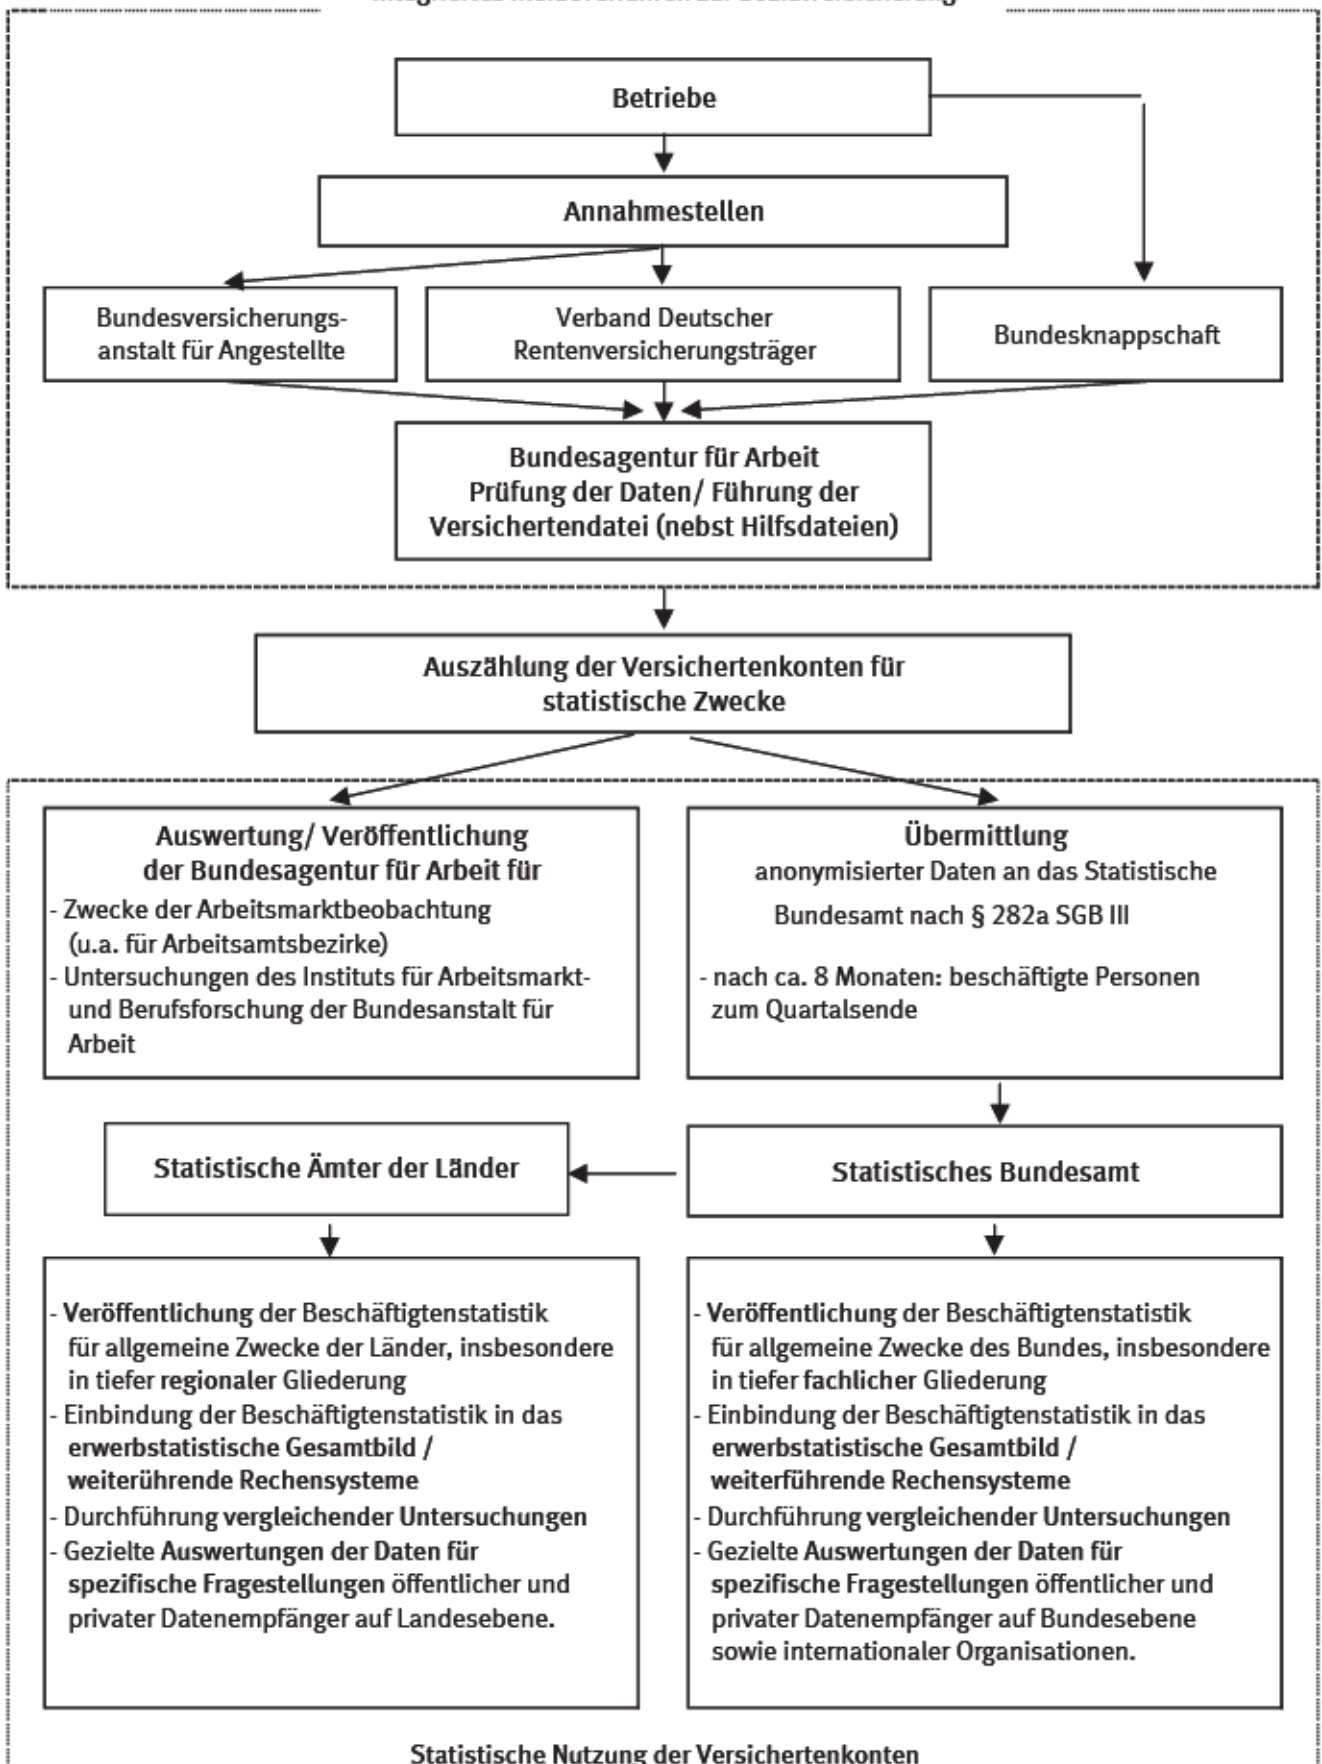 Betriebe
Annahmestellen
Bundesversicherungs-
anstalt für Angestellte
Verband Deutscher
Rentenversicherungsträger
Bundesknappschaft
Bundesagentur für Arbeit
Prüfung der Daten/ Führung der
Versichertendatei (nebst Hilfsdateien)
Auszählung der Versichertenkonten für
statistische Zwecke
Auswertung/ Veröffentlichung
der Bundesagentur für Arbeit für
- Zwecke der Arbeitsmarktbeobachtung
(u.a. für Arbeitsamtsbezirke)
- Untersuchungen des Instituts für Arbeitsmarkt-
und Berufsforschung der Bundesanstalt für
Arbeit
Übermittlung
anonymisierter Daten an das Statistische
Bundesamt nach § 282a SGB III
- nach ca. 8 Monaten: beschäftigte Personen
zum Quartalsende
Statistische Ämter der Länder
Statistisches Bundesamt
- Veröffentlichung der Beschäftigtenstatistik
für allgemeine Zwecke der Länder, insbesondere
in tiefer regionaler Gliederung
- Einbindung der Beschäftigtenstatistik in das
erwerbstatistische Gesamtbild /
weiterührende Rechensysteme
- Durchführung vergleichender Untersuchungen
- Gezielte Auswertungen der Daten für
spezifische Fragestellungen öffentlicher und
privater Datenempfänger auf Landesebene.
- Veröffentlichung der Beschäftigtenstatistik
für allgemeine Zwecke des Bundes, insbesondere
in tiefer fachlicher Gliederung
- Einbindung der Beschäftigtenstatistik in das
erwerbstatistische Gesamtbild /
weiterführende Rechensysteme
- Durchführung vergleichender Untersuchungen
- Gezielte Auswertungen der Daten für
spezifische Fragestellungen öffentlicher und
privater Datenempfänger auf Bundesebene
sowie internationaler Organisationen.
Statistische Nutzung der Versichertenkonten